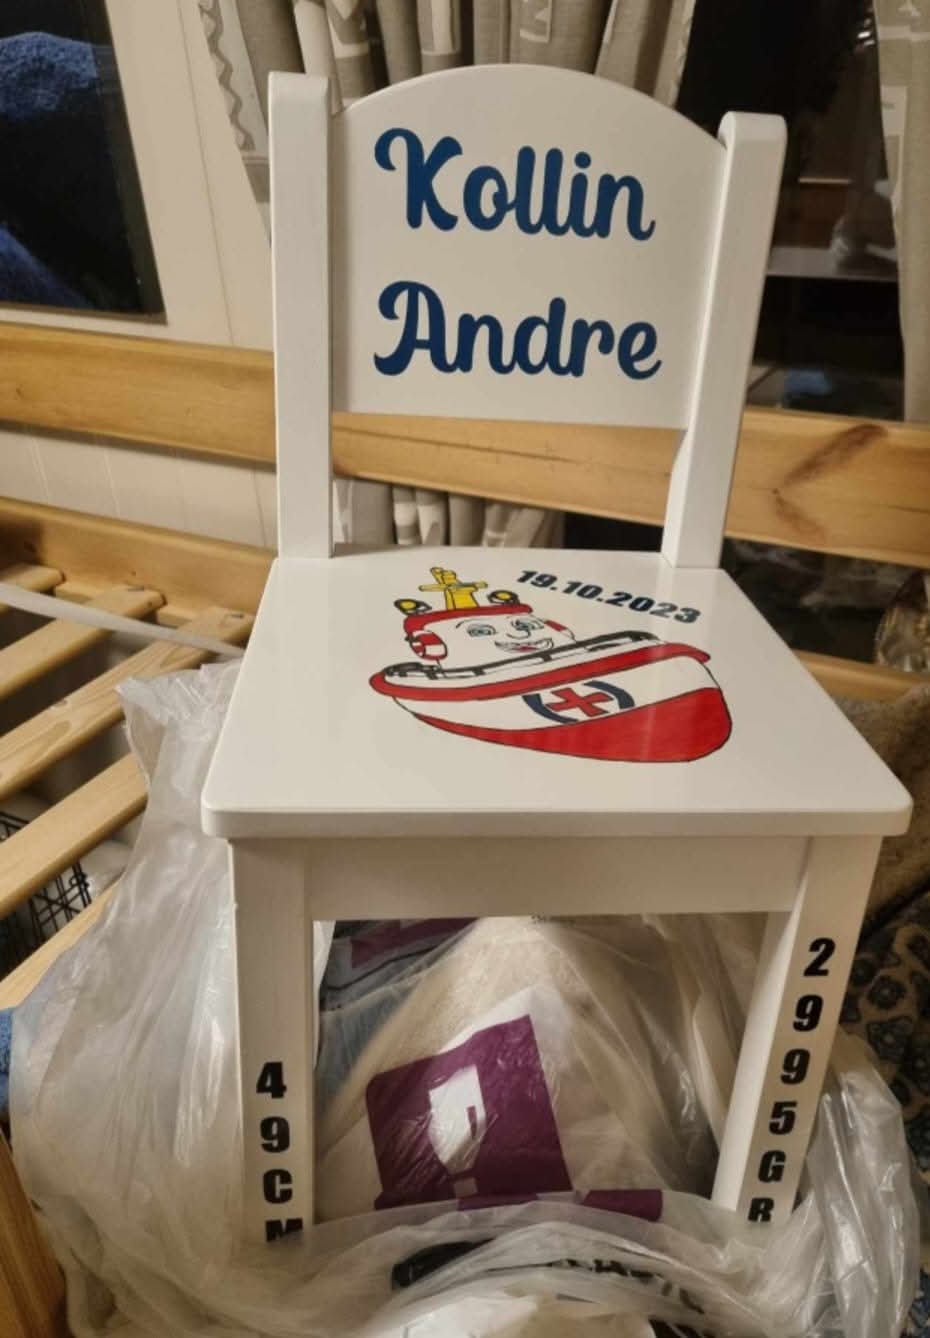 Kollin
Andre
19.10.2023
49CM
2995GR